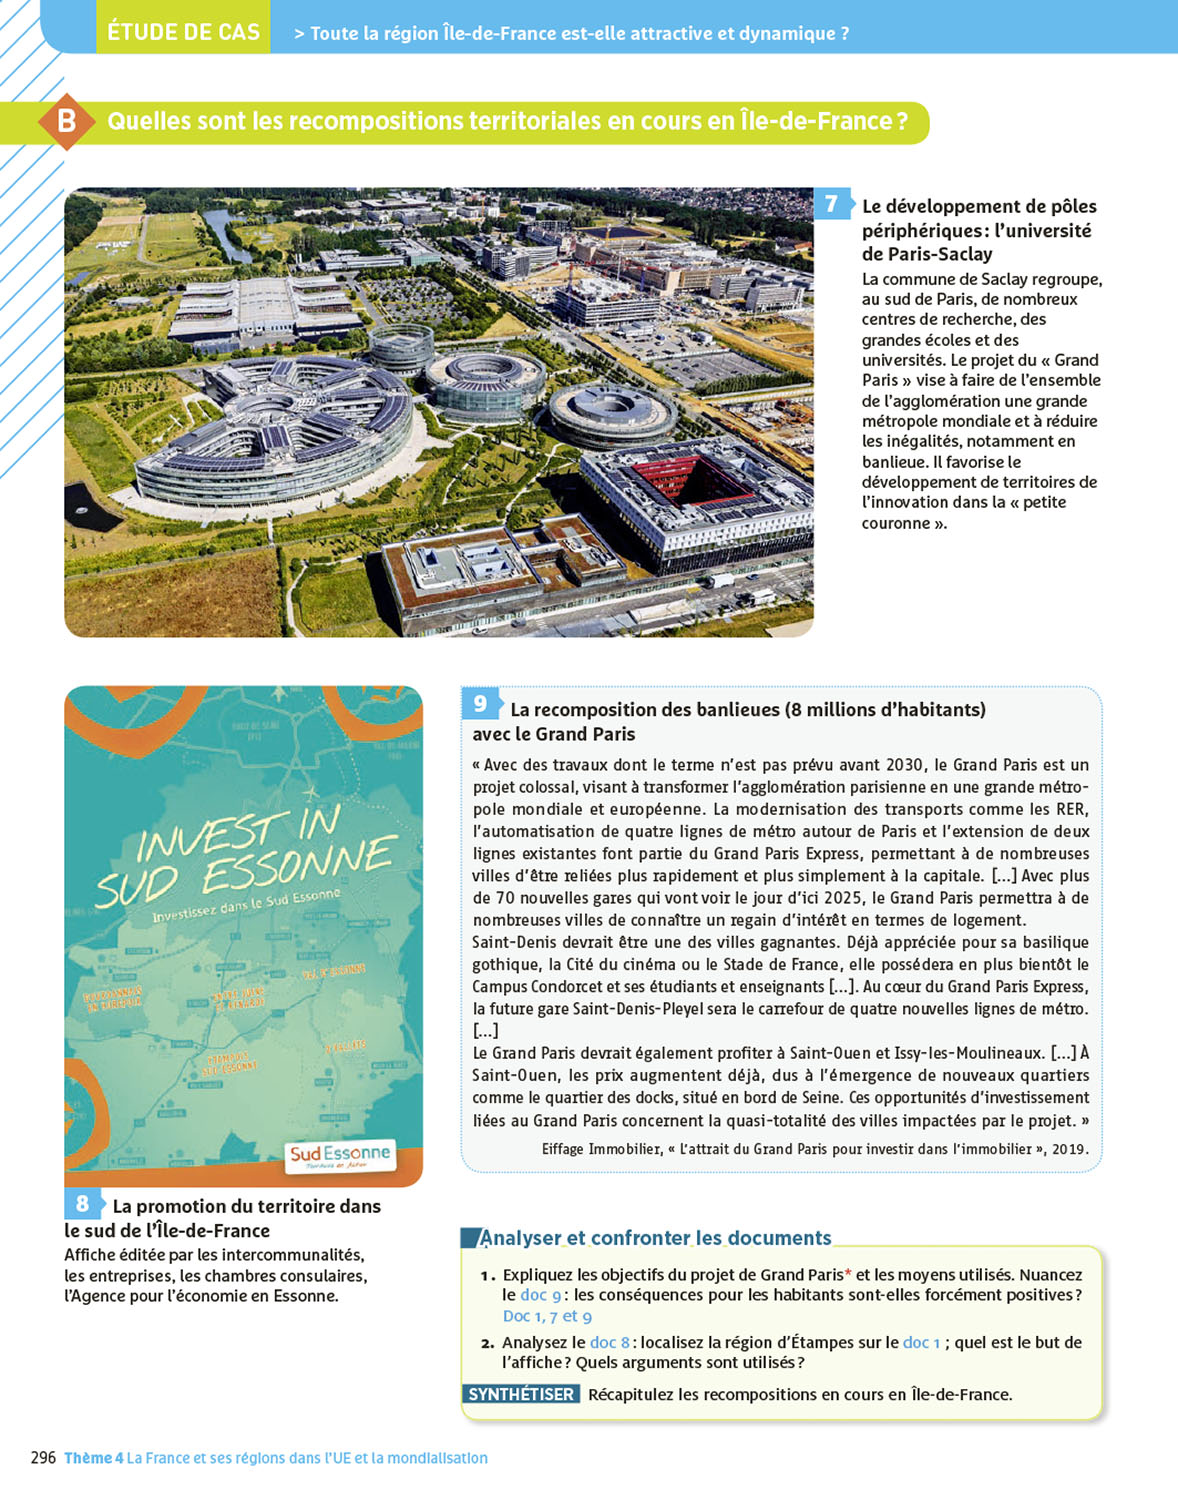 ÉTUDE DE CAS
> Toute la région Île-de-France est-elle attractive et dynamique ?
B
Quelles sont les recompositions territoriales en cours en Île-de-France ?
7
Le développement de pôles
périphériques : l'université
de Paris-Saclay
La commune de Saclay regroupe,
au sud de Paris, de nombreux
centres de recherche, des
grandes écoles et des
universités. Le projet du « Grand
Paris » vise à faire de l'ensemble
de l'agglomération une grande
métropole mondiale et à réduire
les inégalités, notamment en
banlieue. Il favorise le
développement de territoires de
l'innovation dans la « petite
couronne ».
INVEST IN
SUD ESSONNE
Investissez dans le Sud Essonne
VAL D'ESSONNE
Sud Essonne
8
La promotion du territoire dans
le sud de l'Île-de-France
Affiche éditée par les intercommunalités,
les entreprises, les chambres consulaires,
l'Agence pour l'économie en Essonne.
9
La recomposition des banlieues (8 millions d'habitants)
avec le Grand Paris
« Avec des travaux dont le terme n'est pas prévu avant 2030, le Grand Paris est un
projet colossal, visant à transformer l'agglomération parisienne en une grande métro-
pole mondiale et européenne. La modernisation des transports comme les RER,
l'automatisation de quatre lignes de métro autour de Paris et l'extension de deux
lignes existantes font partie du Grand Paris Express, permettant à de nombreuses
villes d'être reliées plus rapidement et plus simplement à la capitale. [...] Avec plus
de 70 nouvelles gares qui vont voir le jour d'ici 2025, le Grand Paris permettra à de
nombreuses villes de connaître un regain d'intérêt en termes de logement.
Saint-Denis devrait être une des villes gagnantes. Déjà appréciée pour sa basilique
gothique, la Cité du cinéma ou le Stade de France, elle possédera en plus bientôt le
Campus Condorcet et ses étudiants et enseignants [...]. Au cœur du Grand Paris Express,
la future gare Saint-Denis-Pleyel sera le carrefour de quatre nouvelles lignes de métro.
[...]
Le Grand Paris devrait également profiter à Saint-Ouen et Issy-les-Moulineaux. [...] À
Saint-Ouen, les prix augmentent déjà, dus à l'émergence de nouveaux quartiers
comme le quartier des docks, situé en bord de Seine. Ces opportunités d'investissement
liées au Grand Paris concernent la quasi-totalité des villes impactées par le projet. »
Eiffage Immobilier, « L'attrait du Grand Paris pour investir dans l'immobilier », 2019.
Analyser et confronter les documents
1. Expliquez les objectifs du projet de Grand Paris* et les moyens utilisés. Nuancez
le doc 9 : les conséquences pour les habitants sont-elles forcément positives ?
Doc 1, 7 et 9
2. Analysez le doc 8 : localisez la région d'Étampes sur le doc 1 ; quel est le but de
l'affiche ? Quels arguments sont utilisés ?
SYNTHÉTISER Récapitulez les recompositions en cours en Île-de-France.
296 Thème 4 La France et ses régions dans l'UE et la mondialisation